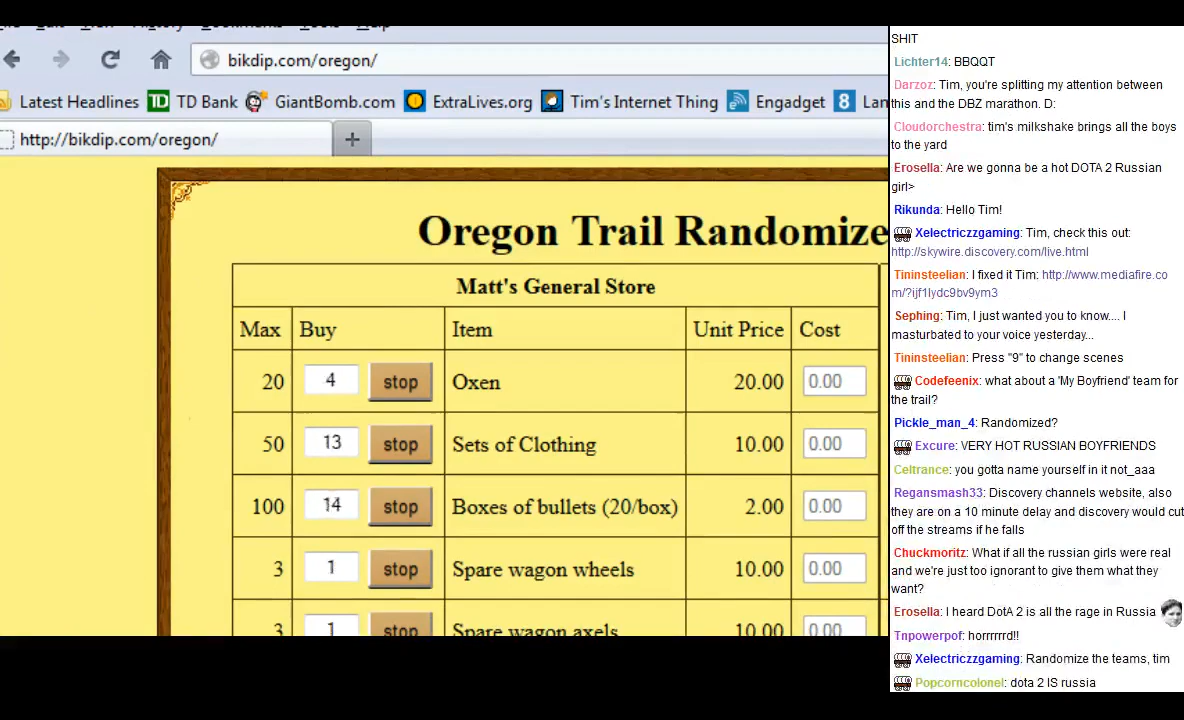 History
Help
bikdip.com/oregon/
Latest Headlines TD TD Bank GiantBomb.com ExtraLives.org Tim's Internet Thing Engadget 8 Lan
http://bikdip.com/oregon/ +
Oregon Trail Randomize
Matt's General Store
Max Buy Item Unit Price Cost
20 4 stop Oxen 20.00 0.00
50 13 stop Sets of Clothing 10.00 0.00
100 14 stop Boxes of bullets (20/box) 2.00 0.00
3 1 stop Spare wagon wheels 10.00 0.00
3 1 stop Spare wagon axels 10.00 0.00
SHIT
Lichter14: BBQQT
Darzoz: Tim, you're splitting my attention between
this and the DBZ marathon. D:
Cloudorchestra: tim's milkshake brings all the boys
to the yard
Erosella: Are we gonna be a hot DOTA 2 Russian
girl>
Rikunda: Hello Tim!
Xelectriczzgaming: Tim, check this out:
http://skywire.discovery.com/live.html
Tininsteelian: I fixed it Tim: http://www.mediafire.co
m/?ijf1lydc9bv9ym3
Sephing: Tim, I just wanted you to know.... I
masturbated to your voice yesterday...
Tininsteelian: Press "9" to change scenes
Codefeenix: what about a 'My Boyfriend' team for
the trail?
Pickle_man_4: Randomized?
Excure: VERY HOT RUSSIAN BOYFRIENDS
Celtrance: you gotta name yourself in it not_aaa
Regansmash33: Discovery channels website, also
they are on a 10 minute delay and discovery would cut
off the streams if he falls
Chuckmoritz: What if all the russian girls were real
and we're just too ignorant to give them what they
want?
Erosella: I heard DotA 2 is all the rage in Russia
Tnpowerpof: horrrrrrd!!
Xelectriczzgaming: Randomize the teams, tim
Popcorncolonel: dota 2 IS russia